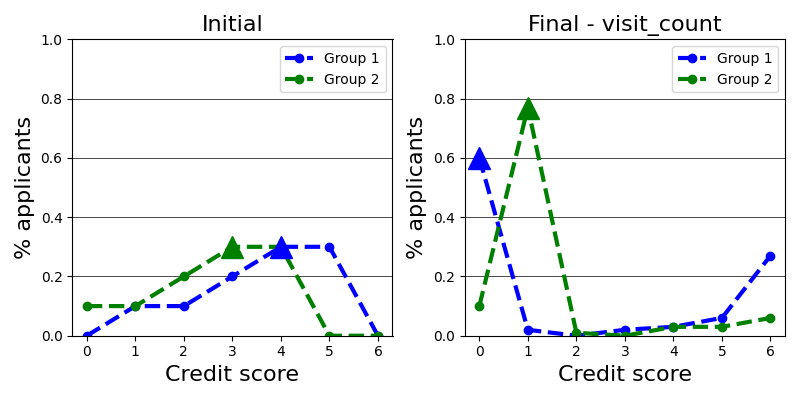 Initial
Final - visit_count
1.0
0.8
0.6
0.4
0.2
0.0
% applicants
Group 1
Group 2
0 1 2 3 4 5 6
Credit score
1.0
0.8
0.6
0.4
0.2
0.0
% applicants
Group 1
Group 2
0 1 2 3 4 5 6
Credit score